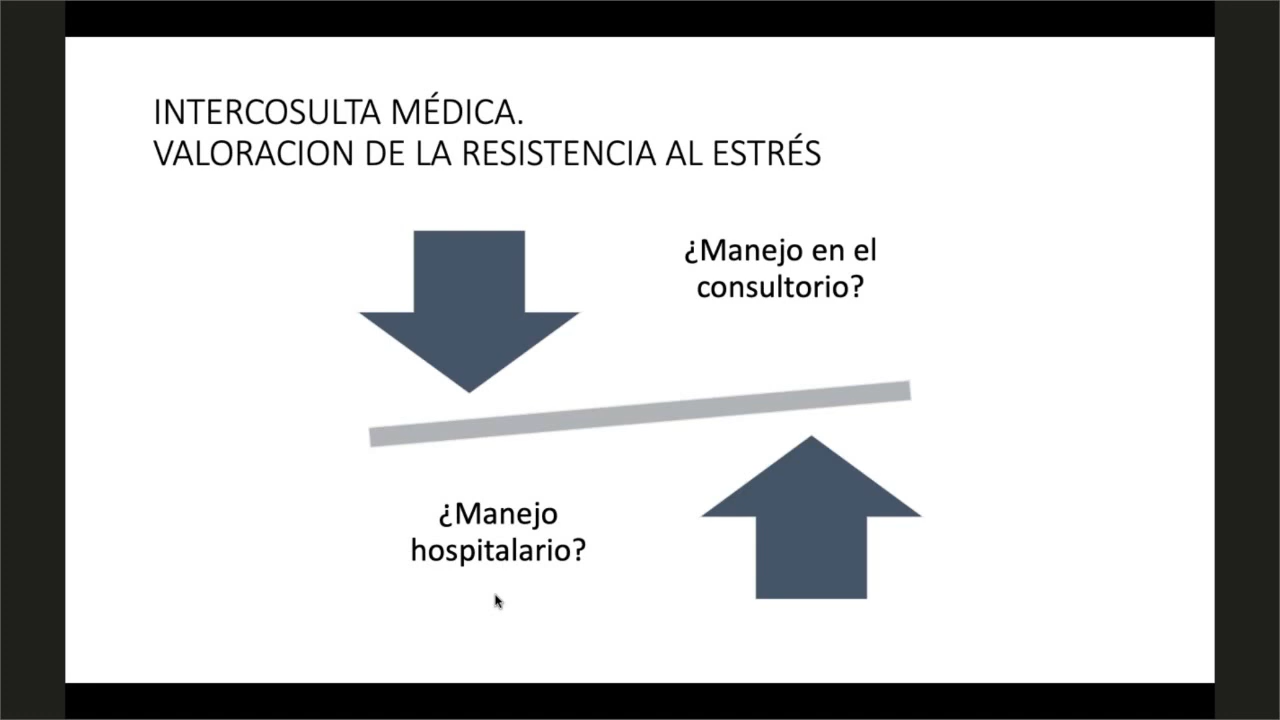 INTERCOSULTA MÉDICA.
VALORACION DE LA RESISTENCIA AL ESTRÉS
¿Manejo en el
consultorio?
¿Manejo
hospitalario?